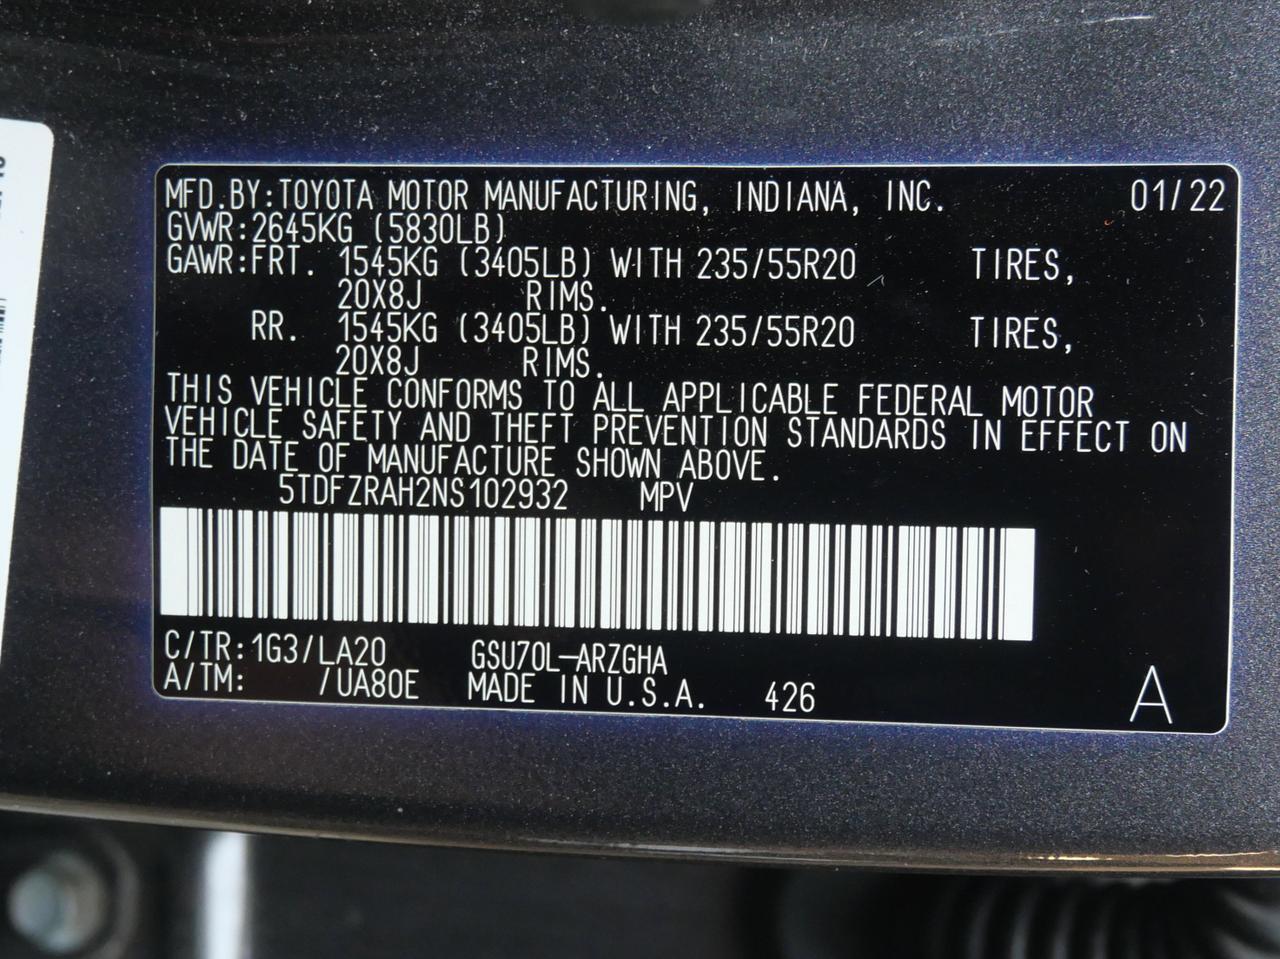 MFD.BY:TOYOTA MOTOR MANUFACTURING, INDIANA, INC. 01/22
GVWR:2645KG (5830LB)
GAWR:FRT. 1545KG (3405LB) WITH 235/55R20 TIRES,
20X8J RIMS.
RR. 1545KG (3405LB) WITH 235/55R20 TIRES,
20X8J RIMS.
THIS VEHICLE CONFORMS TO ALL APPLICABLE FEDERAL MOTOR
VEHICLE SAFETY AND THEFT PREVENTION STANDARDS IN EFFECT ON
THE DATE OF MANUFACTURE SHOWN ABOVE.
5TDFZRAH2NS102932 MPV
C/TR:1G3/LA20 GSU70L-ARZGHA
A/TM: /UA80E MADE IN U.S.A. 426 A